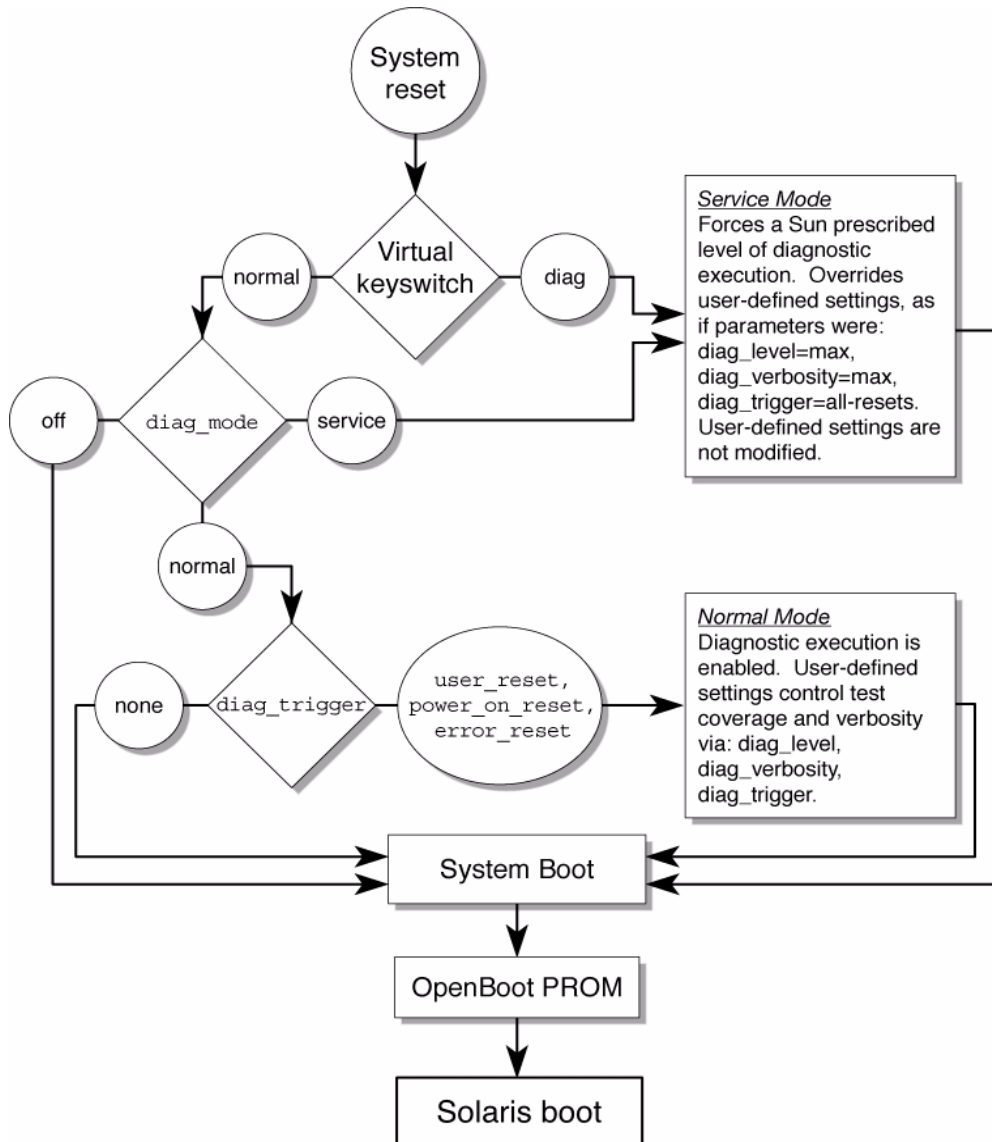 System
reset
Virtual
keyswitch
normal
diag
Service Mode
Forces a Sun prescribed
level of diagnostic
execution.  Overrides
user-defined settings, as
if parameters were:
diag_level=max,
diag_verbosity=max,
diag_trigger=all-resets.
User-defined settings are
not modified.
off
diag_mode
service
normal
none
diag_trigger
user_reset,
power_on_reset,
error_reset
Normal Mode
Diagnostic execution is
enabled.  User-defined
settings control test
coverage and verbosity
via: diag_level,
diag_verbosity,
diag_trigger.
System Boot
OpenBoot PROM
Solaris boot